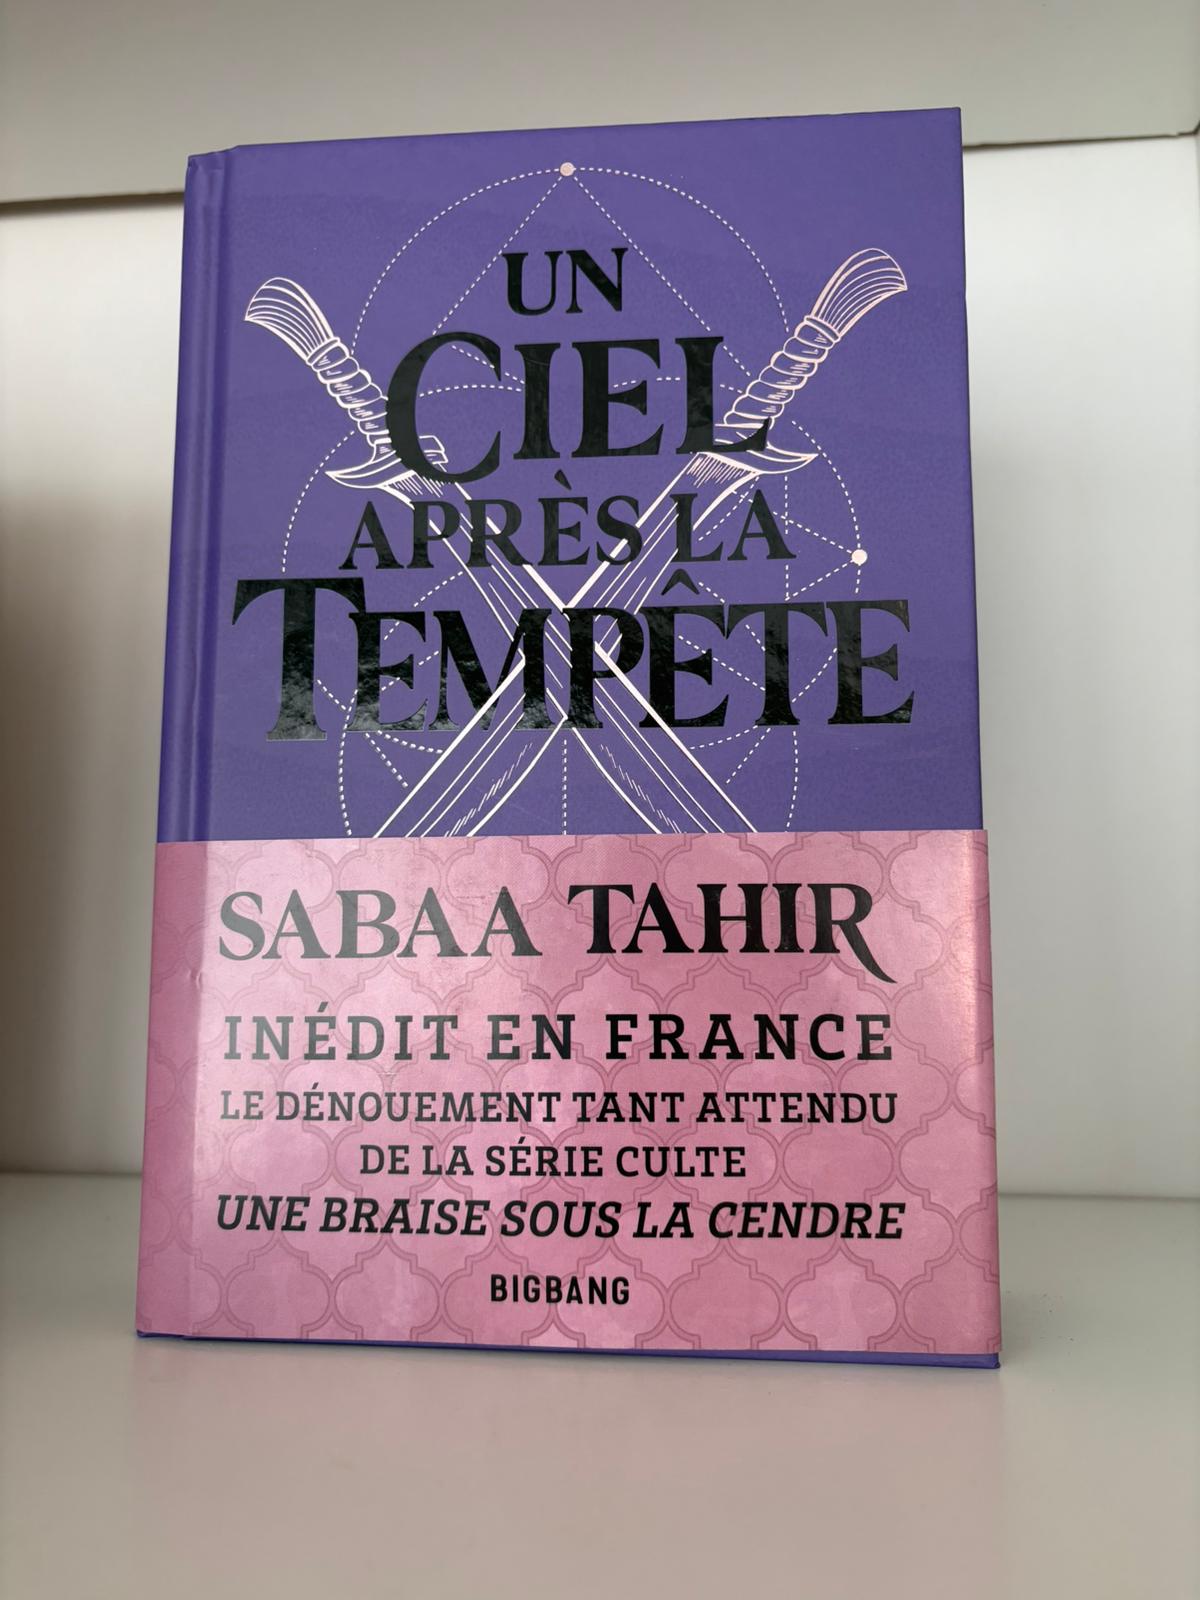 UN
CIEL
APRÈS LA
TEMPÊTE
SABAA TAHIR
INÉDIT EN FRANCE
LE DÉNOUEMENT TANT ATTENDU
DE LA SÉRIE CULTE
UNE BRAISE SOUS LA CENDRE
BIGBANG